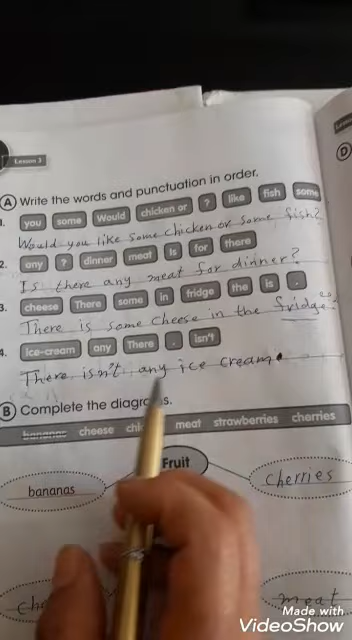 Lesson 3
A Write the words and punctuation in order.
you some Would chicken or ? like fish some
Would you like some chicken or some fish?
2. any ? dinner meat Is for there
Is there any meat for dinner?
3. cheese There some in fridge the is .
There is some cheese in the fridge.
4. Ice-cream any There . isn't
There isn't any ice cream.
B Complete the diagrams.
bananas cheese meat strawberries cherries
Fruit
bananas
cherries
meat
Made with
VideoShow